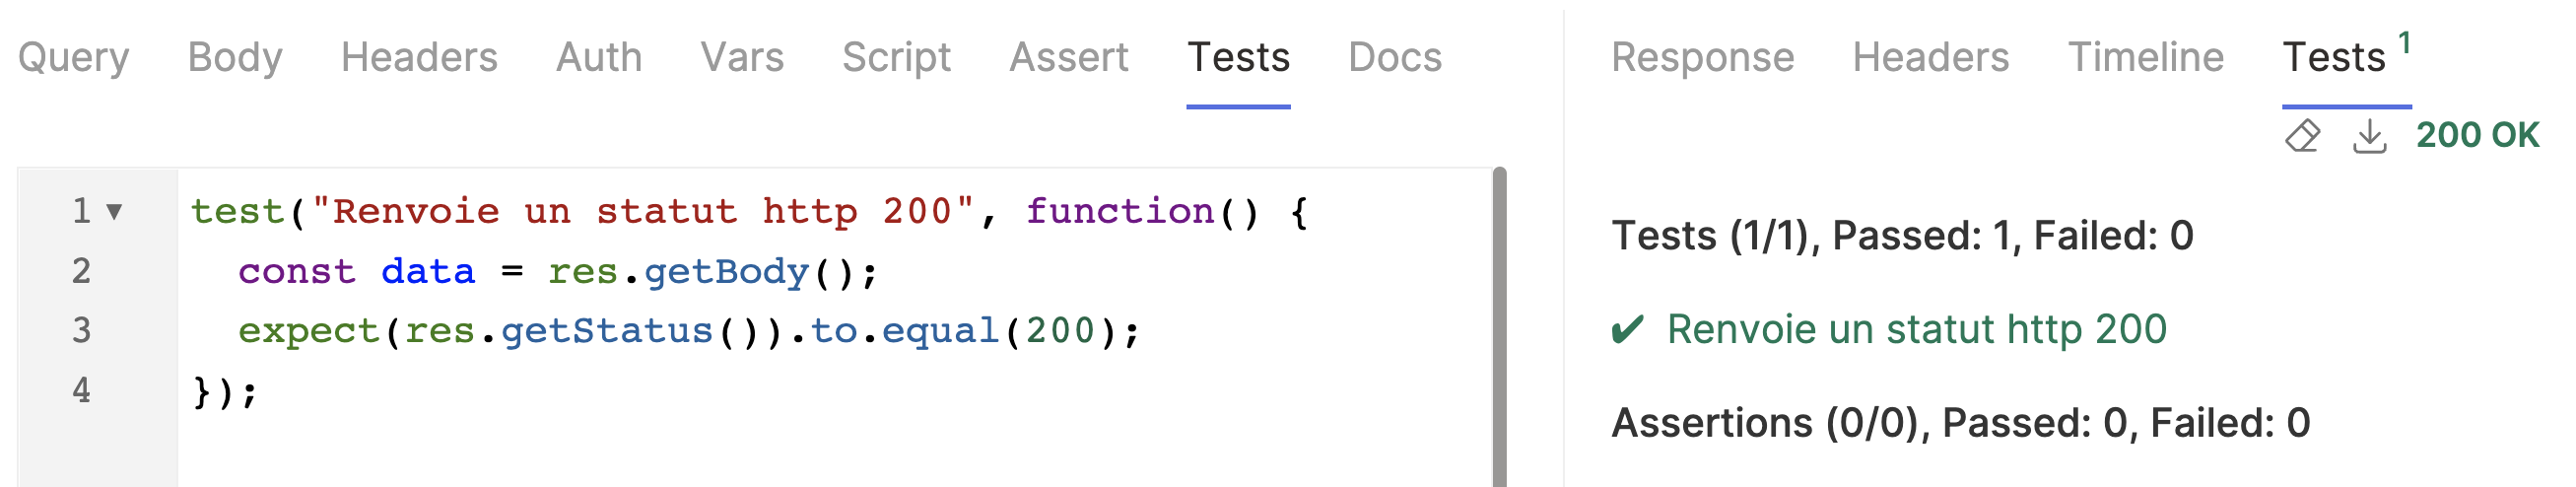 Query Body Headers Auth Vars Script Assert Tests Docs
1 test("Renvoie un statut http 200", function() {
2 const data = res.getBody();
3 expect(res.getStatus()).to.equal(200);
4 });
Response Headers Timeline Tests 1
200 OK
Tests (1/1), Passed: 1, Failed: 0
✔ Renvoie un statut http 200
Assertions (0/0), Passed: 0, Failed: 0